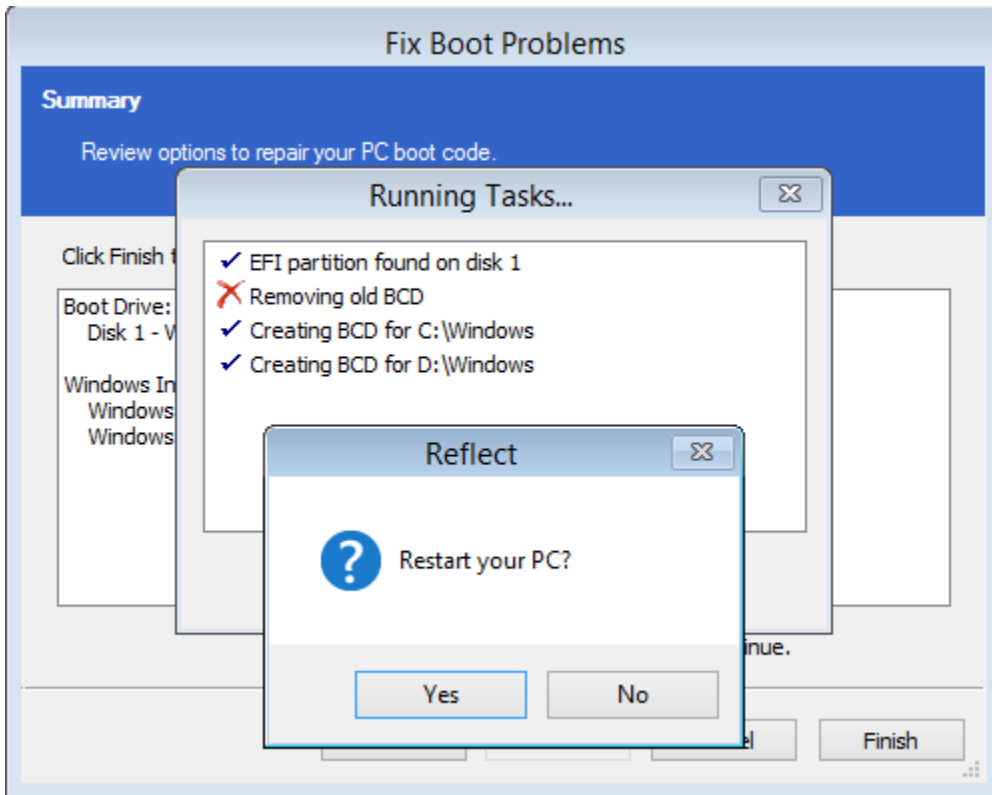 Fix Boot Problems
Summary
Review options to repair your PC boot code.
Running Tasks...
Click Finish
EFI partition found on disk 1
Removing old BCD
Creating BCD for C:\Windows
Creating BCD for D:\Windows
Boot Drive:
Disk 1 -
Windows In
Windows
Windows
Reflect
Restart your PC?
inue.
Yes
No
Finish